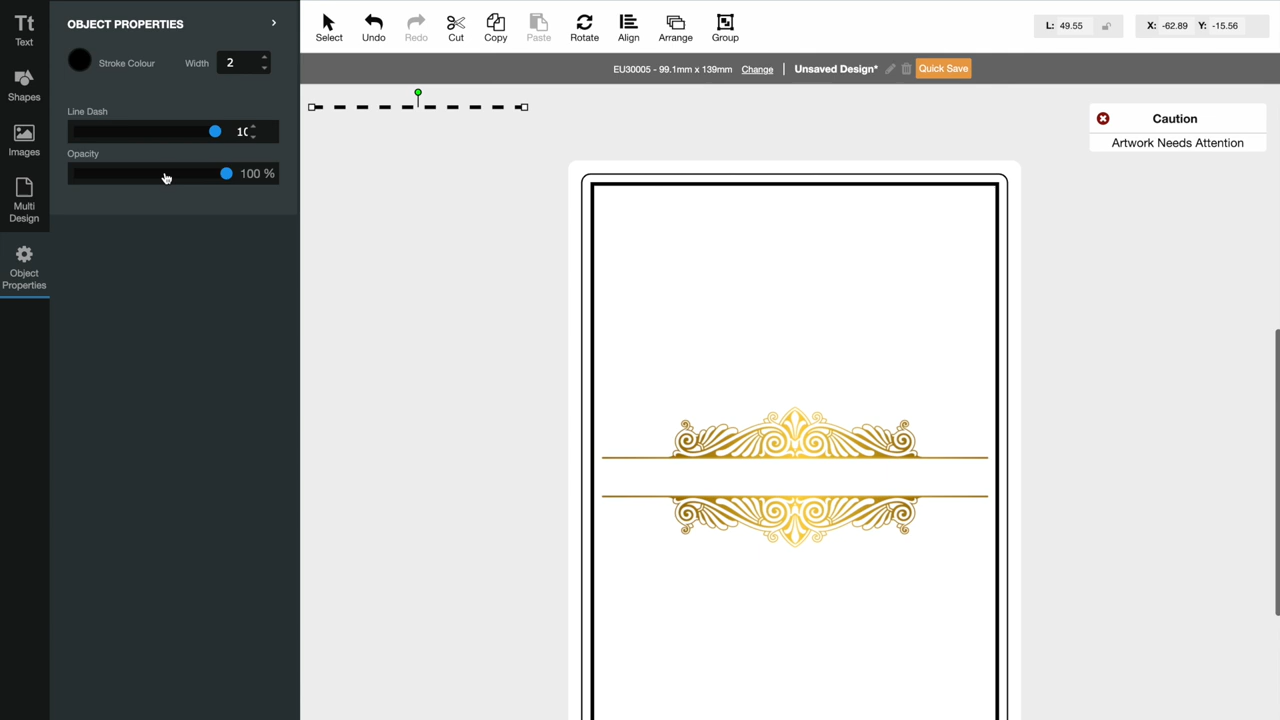 Tt
Text
Shapes
Images
Multi
Design
Object
Properties
OBJECT PROPERTIES
Stroke Colour
Width 2
Line Dash
10
Opacity
100 %
Select Undo Redo Cut Copy Paste Rotate Align Arrange Group
L: 49.55 X: -62.89 Y: -15.56
EU30005 - 99.1mm x 139mm Change | Unsaved Design* Quick Save
Caution
Artwork Needs Attention